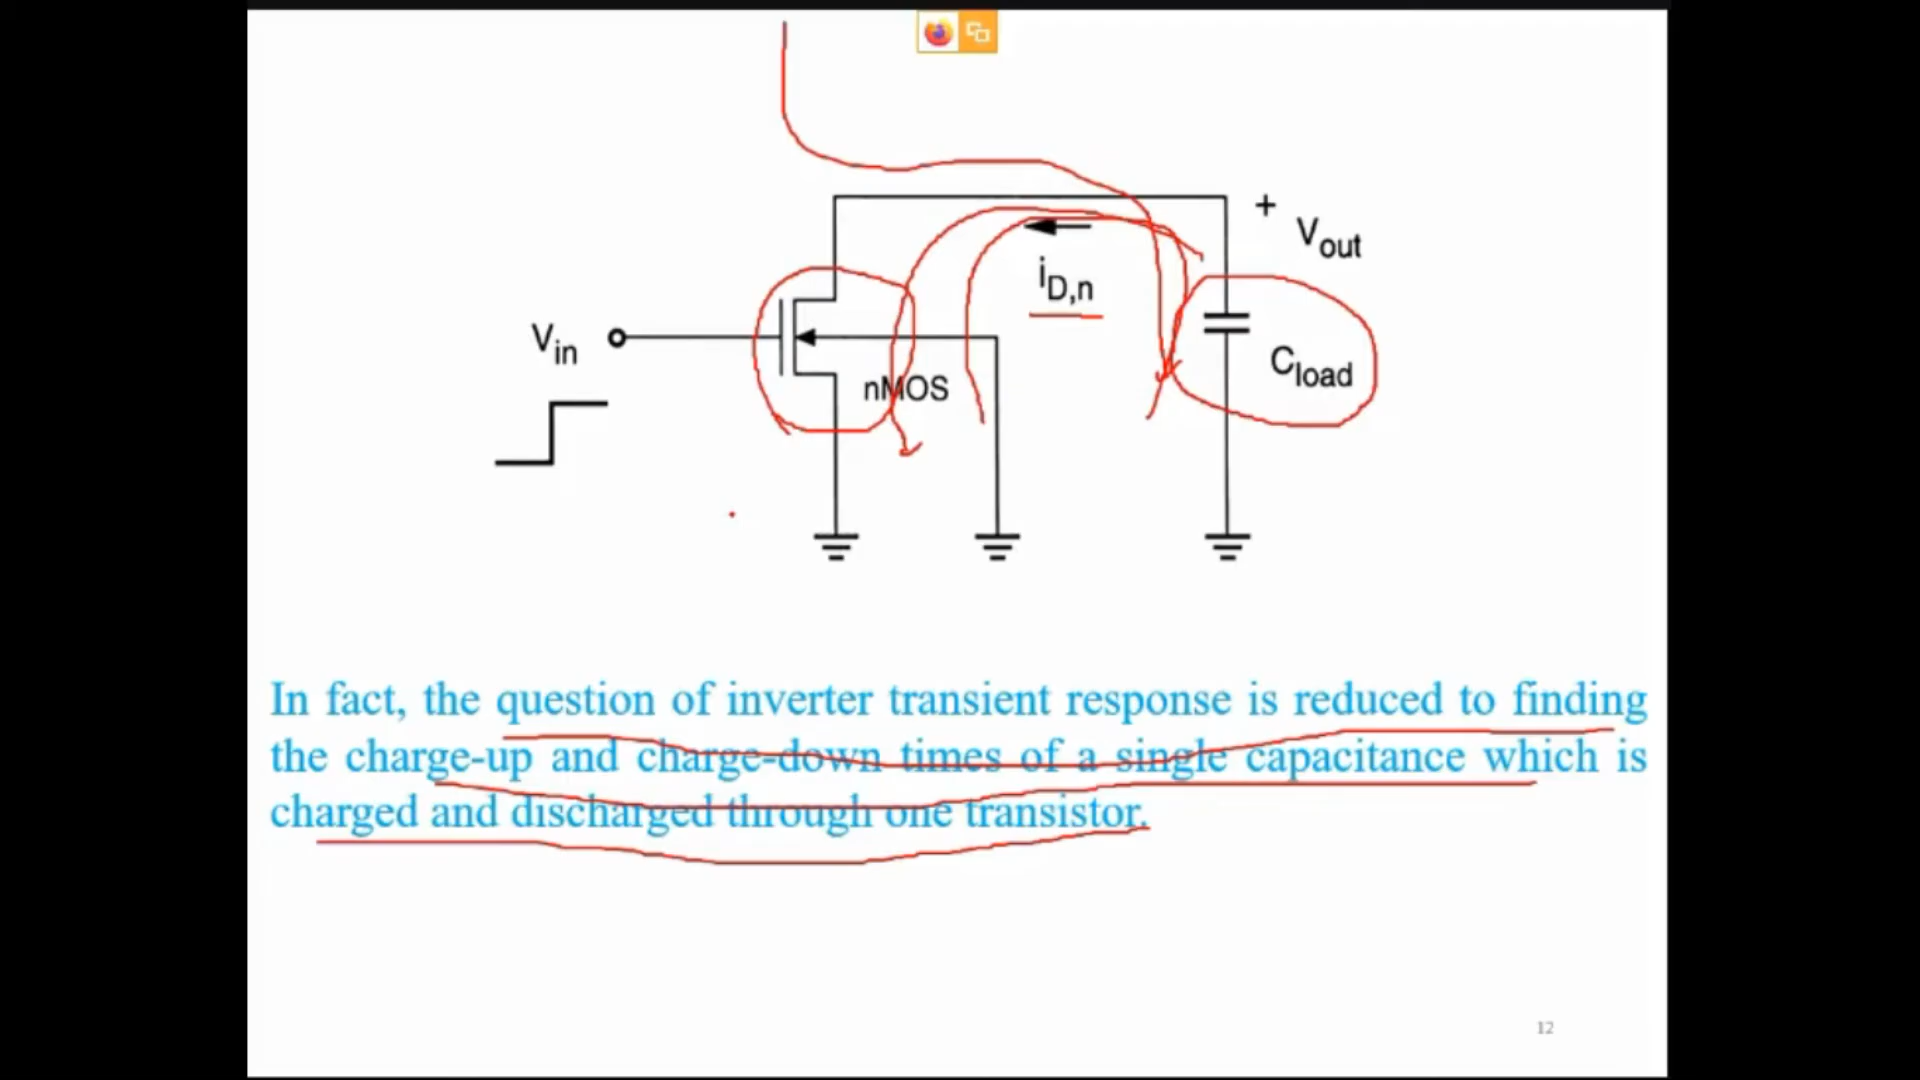 +
Vout
iD,n
Vin
Cload
nMOS
In fact, the question of inverter transient response is reduced to finding
the charge-up and charge-down times of a single capacitance which is
charged and discharged through one transistor.
12